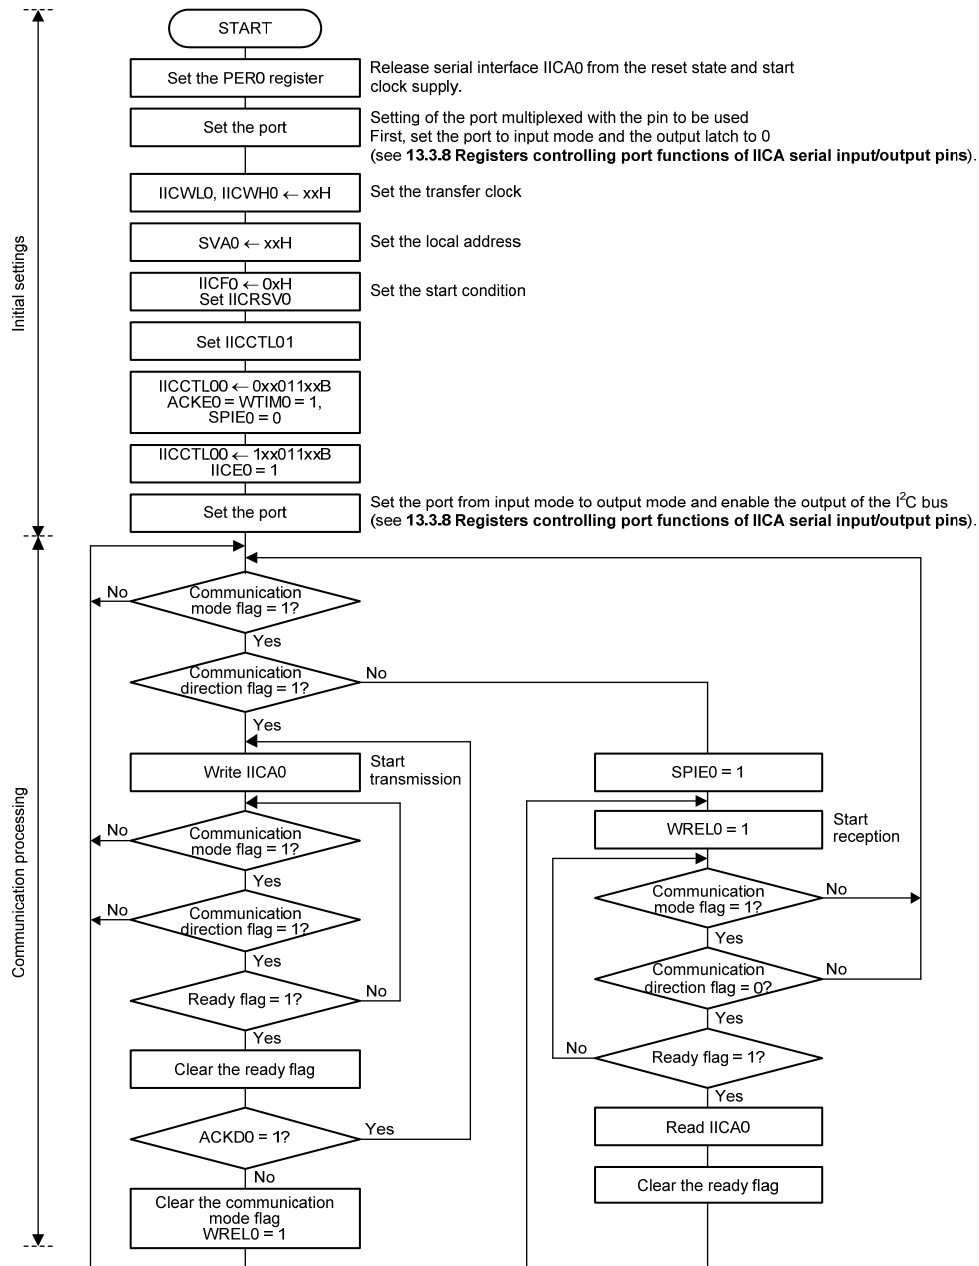 START
Set the PER0 register
Release serial interface IICA0 from the reset state and start
clock supply.
Set the port
Setting of the port multiplexed with the pin to be used
First, set the port to input mode and the output latch to 0
(see 13.3.8 Registers controlling port functions of IICA serial input/output pins).
IICWL0, IICWH0 ← xxH
Set the transfer clock
SVA0 ← xxH
Set the local address
IICF0 ← 0xH
Set IICRSV0
Set the start condition
Set IICCTL01
IICCTL00 ← 0xx011xxB
ACKE0 = WTIM0 = 1,
SPIE0 = 0
IICCTL00 ← 1xx011xxB
IICE0 = 1
Set the port
Set the port from input mode to output mode and enable the output of the I²C bus
(see 13.3.8 Registers controlling port functions of IICA serial input/output pins).
Initial settings
Communication
mode flag = 1?
No
Yes
Communication
direction flag = 1?
No
Yes
Write IICA0
Start
transmission
Communication
mode flag = 1?
No
Yes
Communication
direction flag = 1?
No
Yes
Ready flag = 1?
No
Yes
Clear the ready flag
ACKD0 = 1?
Yes
No
Clear the communication
mode flag
WREL0 = 1
SPIE0 = 1
WREL0 = 1
Start
reception
Communication
mode flag = 1?
No
Yes
Communication
direction flag = 0?
No
Yes
Ready flag = 1?
No
Yes
Read IICA0
Clear the ready flag
Communication processing